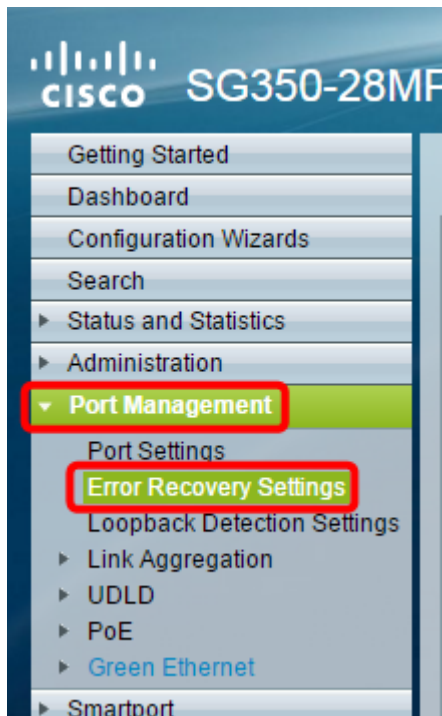 CISCO SG350-28MP
Getting Started
Dashboard
Configuration Wizards
Search
Status and Statistics
Administration
Port Management
Port Settings
Error Recovery Settings
Loopback Detection Settings
Link Aggregation
UDLD
PoE
Green Ethernet
Smartport